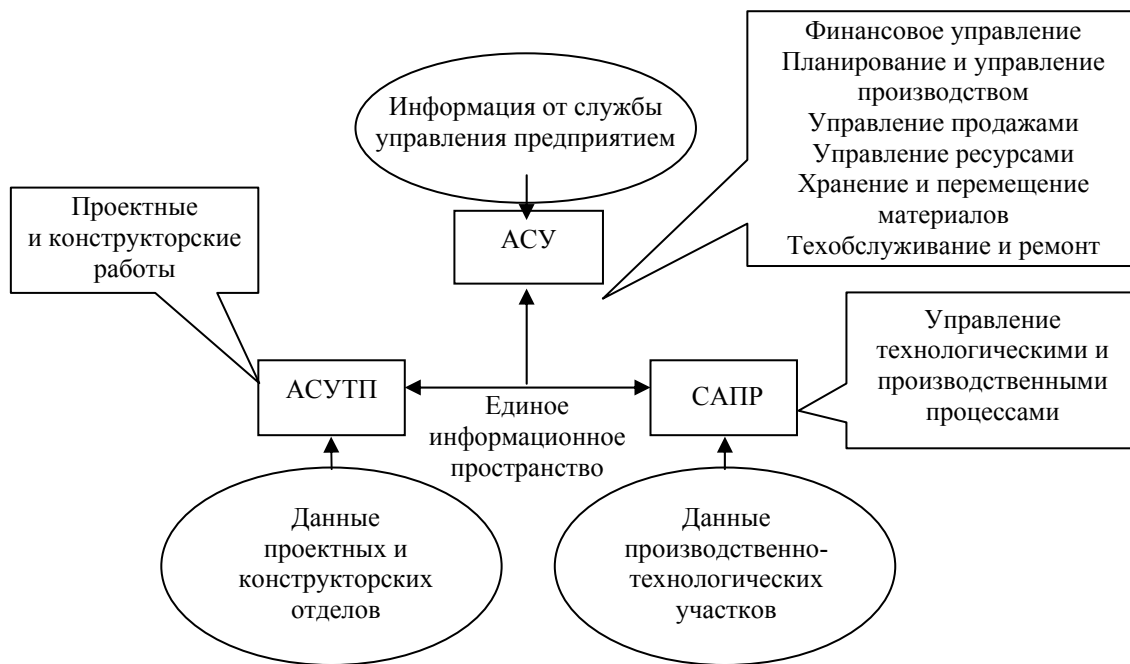 Финансовое управление
Планирование и управление
производством
Управление продажами
Управление ресурсами
Хранение и перемещение
материалов
Техобслуживание и ремонт
Информация от службы
управления предприятием
Проектные
и конструкторские
работы
АСУ
Управление
технологическими и
производственными
процессами
АСУТП
САПР
Единое
информационное
пространство
Данные
проектных и
конструкторских
отделов
Данные
производственно-
технологических
участков